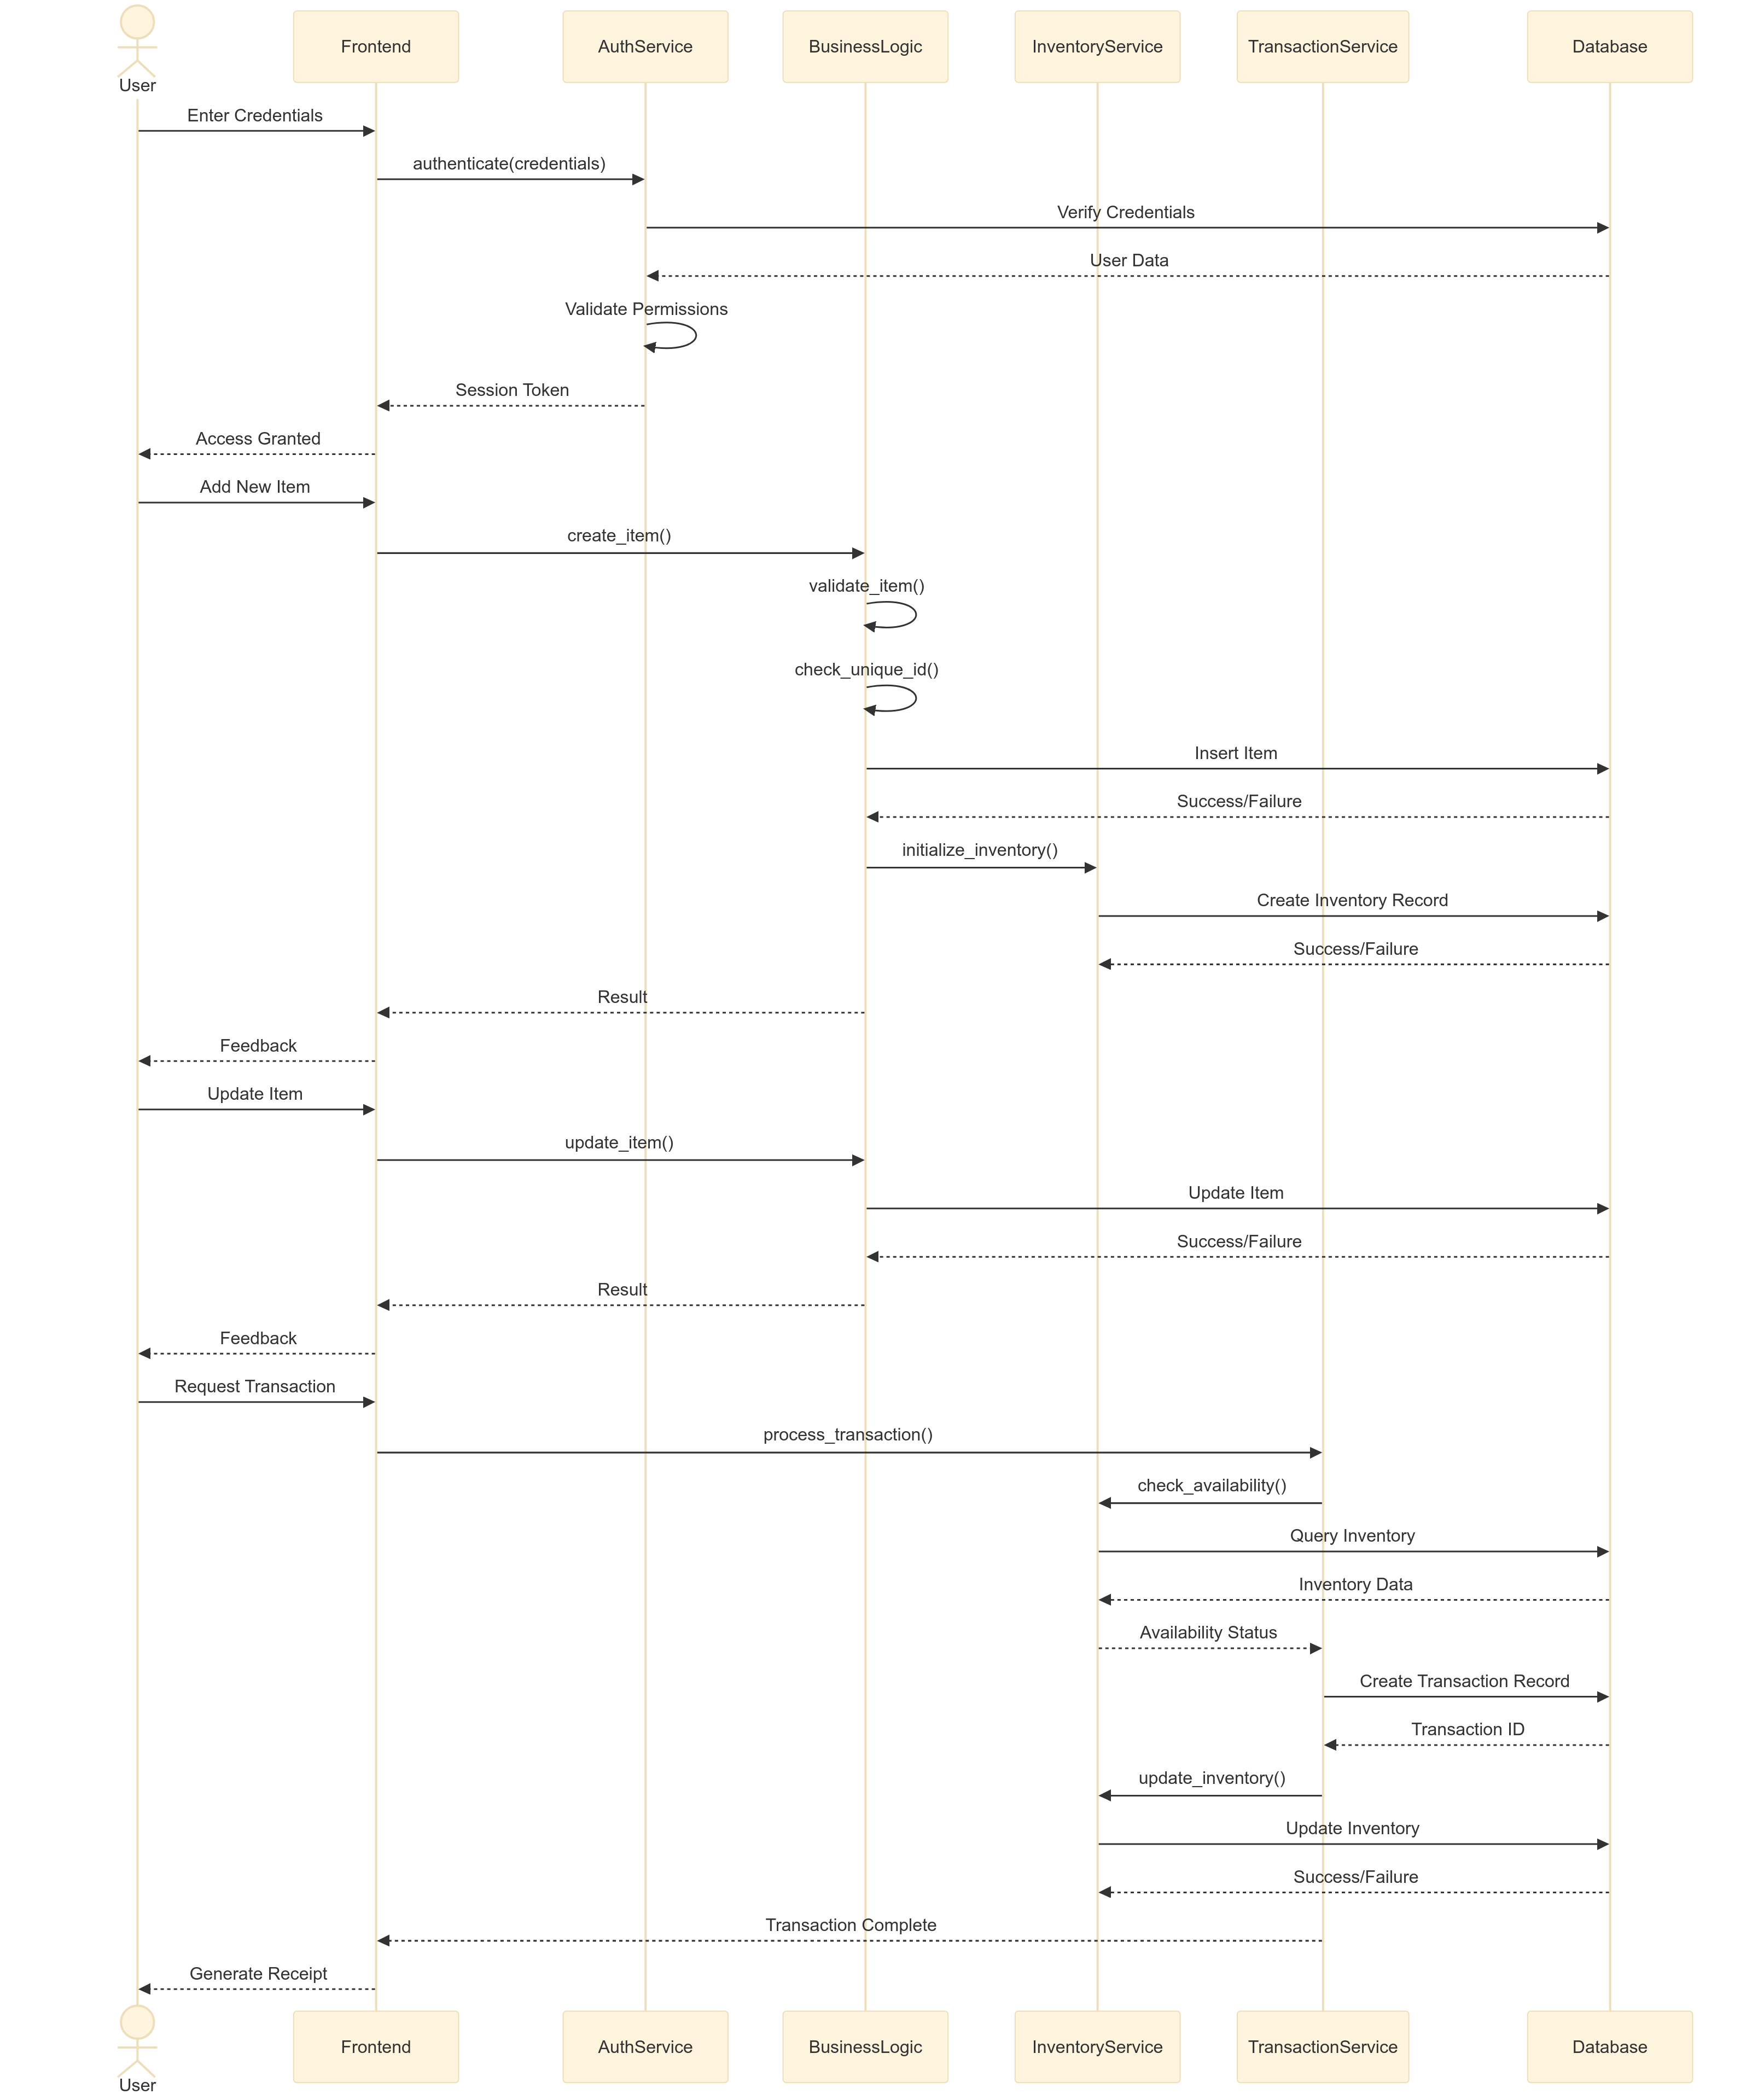 User
Frontend
AuthService
BusinessLogic
InventoryService
TransactionService
Database
Enter Credentials
authenticate(credentials)
Verify Credentials
User Data
Validate Permissions
Session Token
Access Granted
Add New Item
create_item()
validate_item()
check_unique_id()
Insert Item
Success/Failure
initialize_inventory()
Create Inventory Record
Success/Failure
Result
Feedback
Update Item
update_item()
Update Item
Success/Failure
Result
Feedback
Request Transaction
process_transaction()
check_availability()
Query Inventory
Inventory Data
Availability Status
Create Transaction Record
Transaction ID
update_inventory()
Update Inventory
Success/Failure
Transaction Complete
Generate Receipt
User
Frontend
AuthService
BusinessLogic
InventoryService
TransactionService
Database